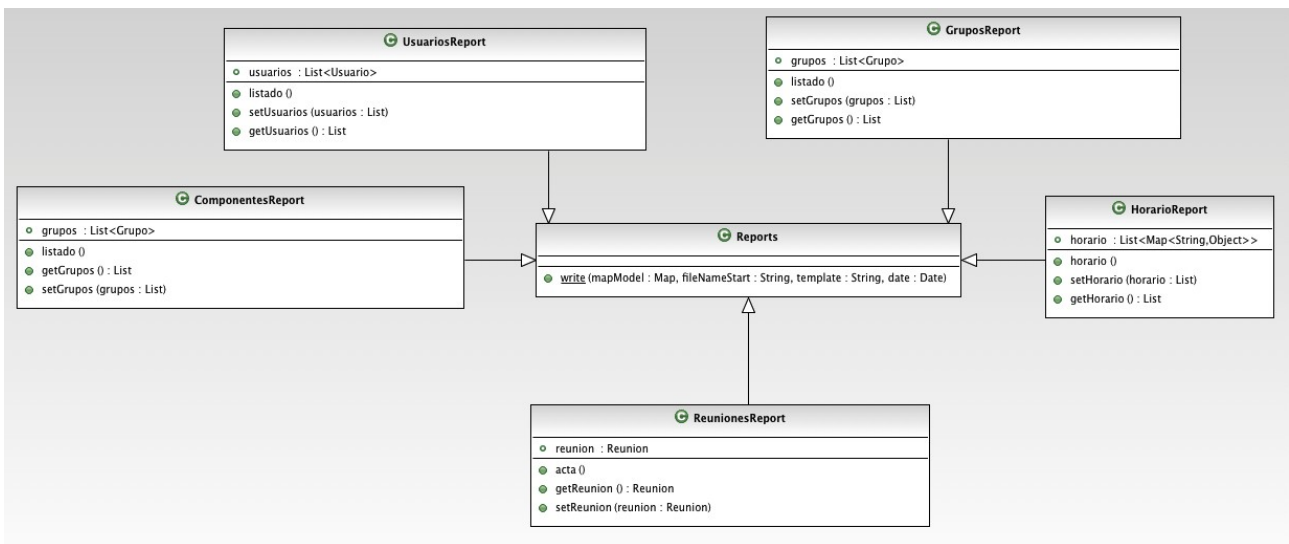 UsuariosReport
usuarios : List<Usuario>
listado ()
setUsuarios (usuarios : List)
getUsuarios () : List
GruposReport
grupos : List<Grupo>
listado ()
setGrupos (grupos : List)
getGrupos () : List
ComponentesReport
grupos : List<Grupo>
listado ()
getGrupos () : List
setGrupos (grupos : List)
Reports
write (mapModel : Map, fileNameStart : String, template : String, date : Date)
HorarioReport
horario : List<Map<String,Object>>
horario ()
setHorario (horario : List)
getHorario () : List
ReunionesReport
reunion : Reunion
acta ()
getReunion () : Reunion
setReunion (reunion : Reunion)